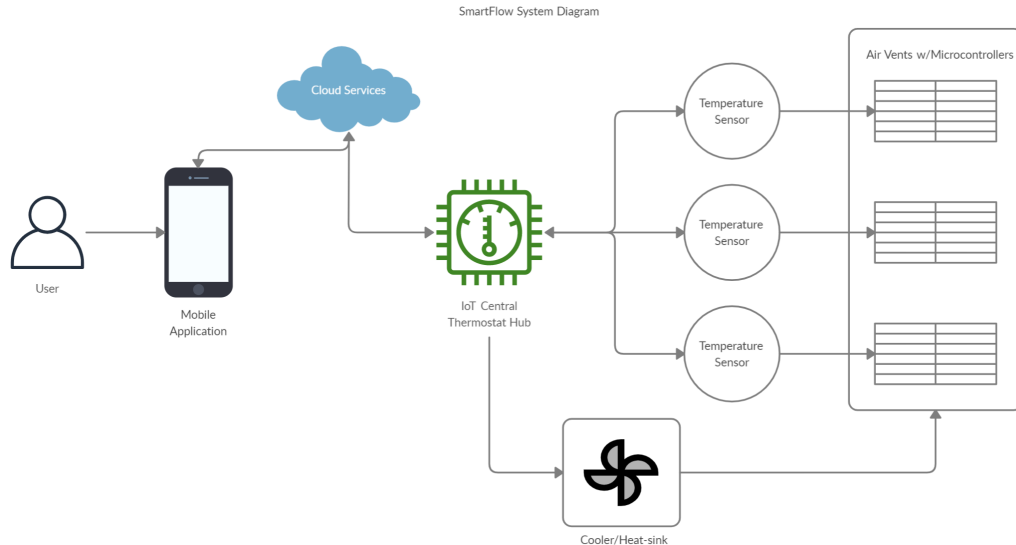 SmartFlow System Diagram
Cloud Services
Air Vents w/Microcontrollers
Temperature
Sensor
Temperature
Sensor
Temperature
Sensor
User
Mobile
Application
IoT Central
Thermostat Hub
Cooler/Heat-sink